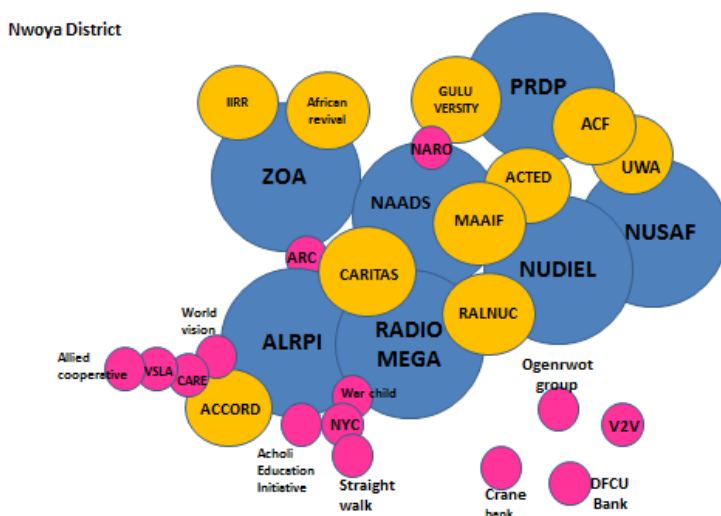 Nwoya District
PRDP
IIRR
African
revival
GULU
VERSITY
ACF
NARO
UWA
ZOA
ACTED
NAADS
MAAIF
NUSAF
ARC
CARITAS
NUDIEL
World
vision
RALNUC
ALRPI
RADIO
MEGA
Allied
cooperative
VSLA
CARE
Ogenrwot
group
War child
ACCORD
NYC
V2V
Acholi
Education
Initiative
Straight
walk
Crane
bank
DFCU
Bank